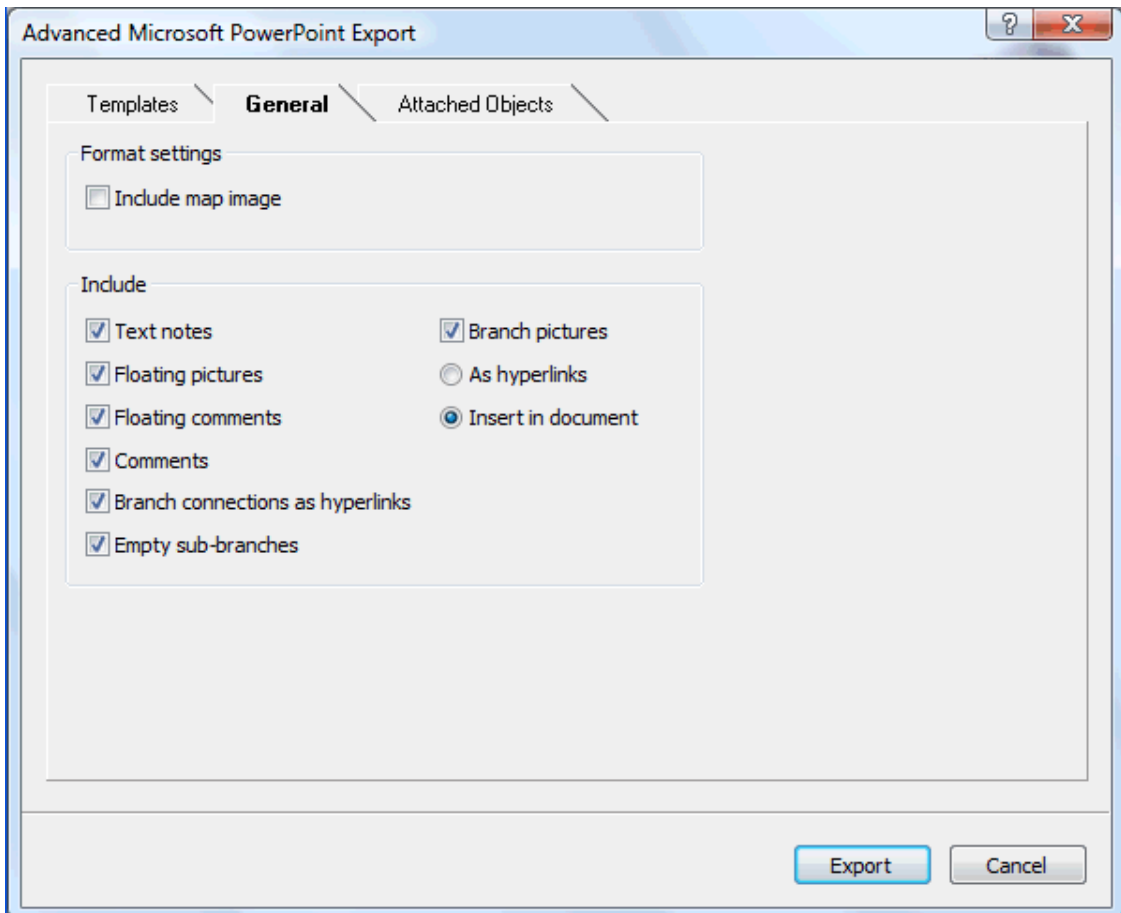 Advanced Microsoft PowerPoint Export
?
X
Templates General Attached Objects
Format settings
Include map image
Include
Text notes
Branch pictures
Floating pictures
As hyperlinks
Floating comments
Insert in document
Comments
Branch connections as hyperlinks
Empty sub-branches
Export Cancel